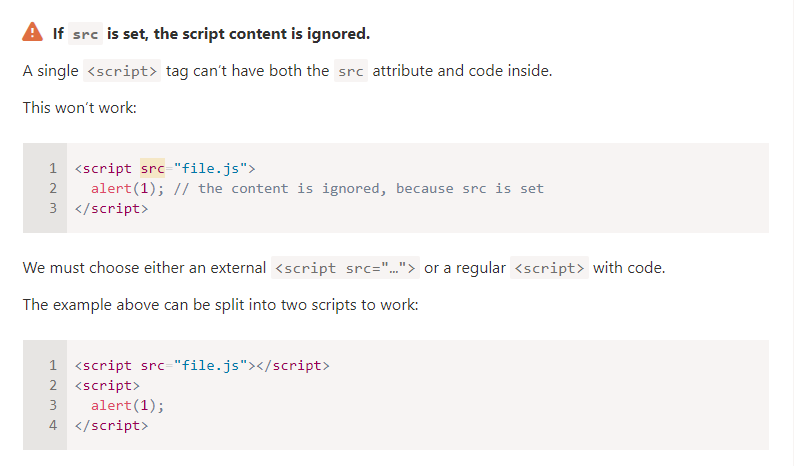 If src is set, the script content is ignored.
A single <script> tag can't have both the src attribute and code inside.
This won't work:
1 <script src="file.js">
2   alert(1); // the content is ignored, because src is set
3 </script>
We must choose either an external <script src="…"> or a regular <script> with code.
The example above can be split into two scripts to work:
1 <script src="file.js"></script>
2 <script>
3   alert(1);
4 </script>